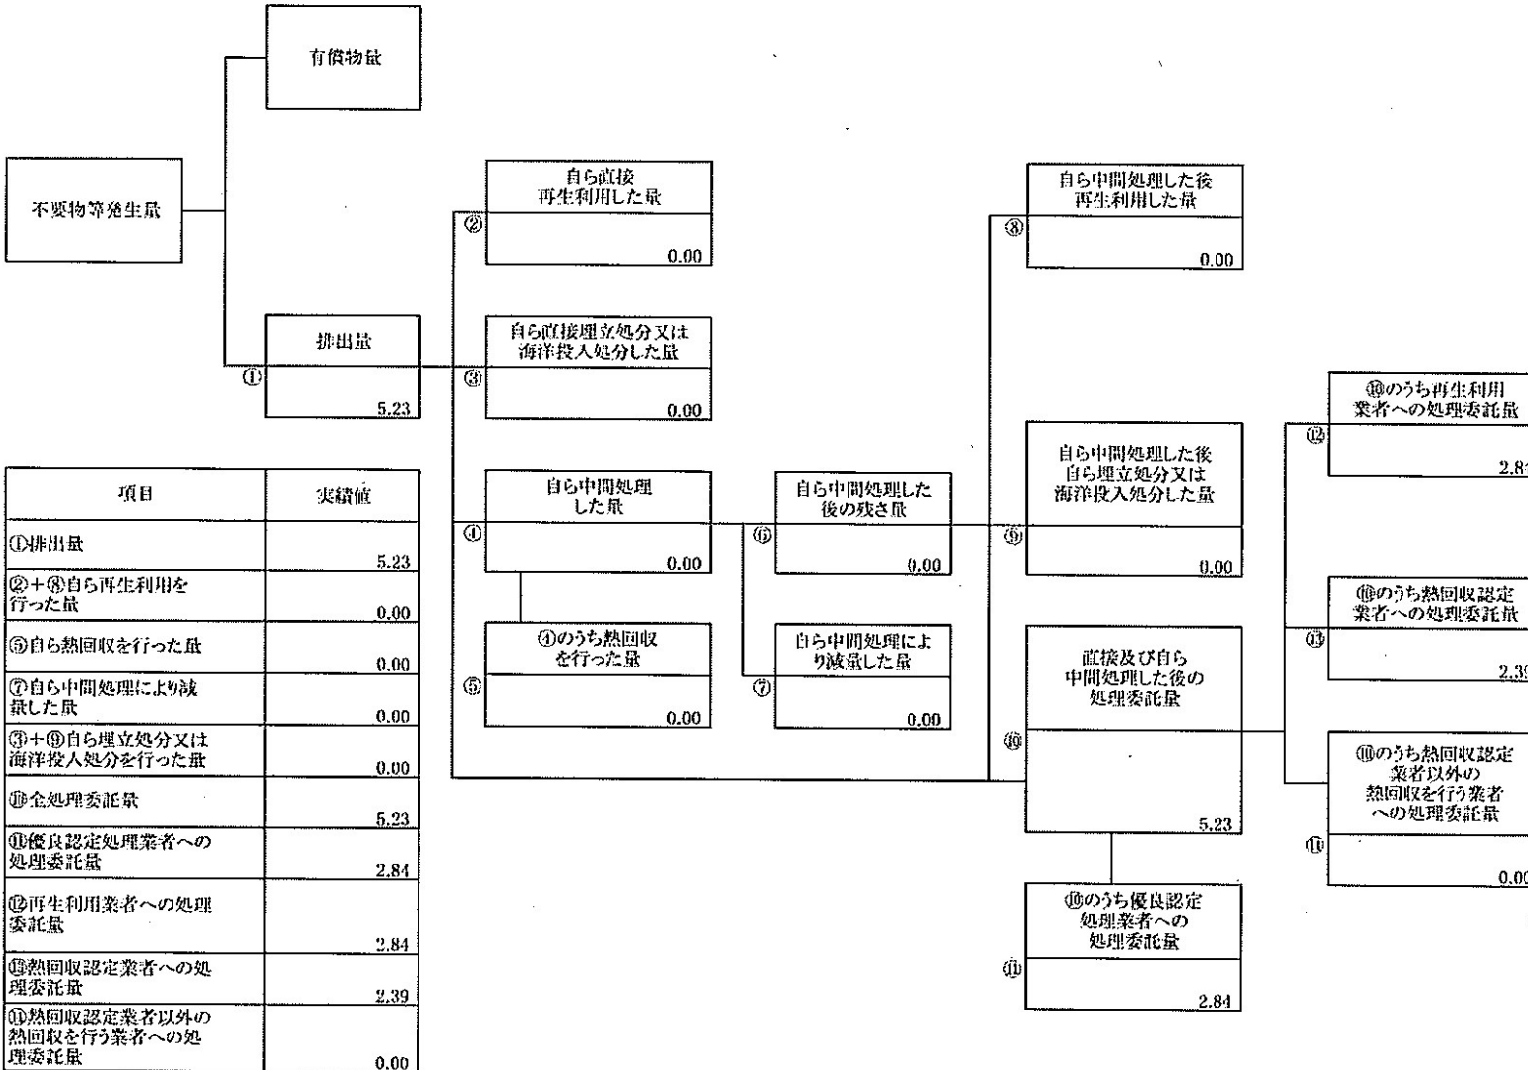 有償物量
不要物等発生量
自ら直接
再生利用した量
②
0.00
自ら中間処理した後
再生利用した量
⑧
0.00
排出量
①
5.23
自ら直接埋立処分又は
海洋投入処分した量
③
0.00
自ら中間処理
した量
④
0.00
自ら中間処理した
後の残さ量
⑥
0.00
自ら中間処理した後
自ら埋立処分又は
海洋投入処分した量
⑨
0.00
⑩のうち再生利用
業者への処理委託量
⑫
2.84
④のうち熱回収
を行った量
⑤
0.00
自ら中間処理によ
り減量した量
⑦
0.00
直接及び自ら
中間処理した後の
処理委託量
⑩
5.23
⑩のうち熱回収認定
業者への処理委託量
⑬
2.39
⑩のうち熱回収認定
業者以外の
熱回収を行う業者
への処理委託量
⑭
0.00
⑩のうち優良認定
処理業者への
処理委託量
⑪
2.84
項目 実績値
①排出量 5.23
②+⑧自ら再生利用を
行った量 0.00
⑤自ら熱回収を行った量 0.00
⑦自ら中間処理により減
量した量 0.00
③+⑨自ら埋立処分又は
海洋投入処分を行った量 0.00
⑩全処理委託量 5.23
⑪優良認定処理業者への
処理委託量 2.84
⑫再生利用業者への処理
委託量 2.84
⑬熱回収認定業者への処
理委託量 2.39
⑭熱回収認定業者以外の
熱回収を行う業者への処
理委託量 0.00